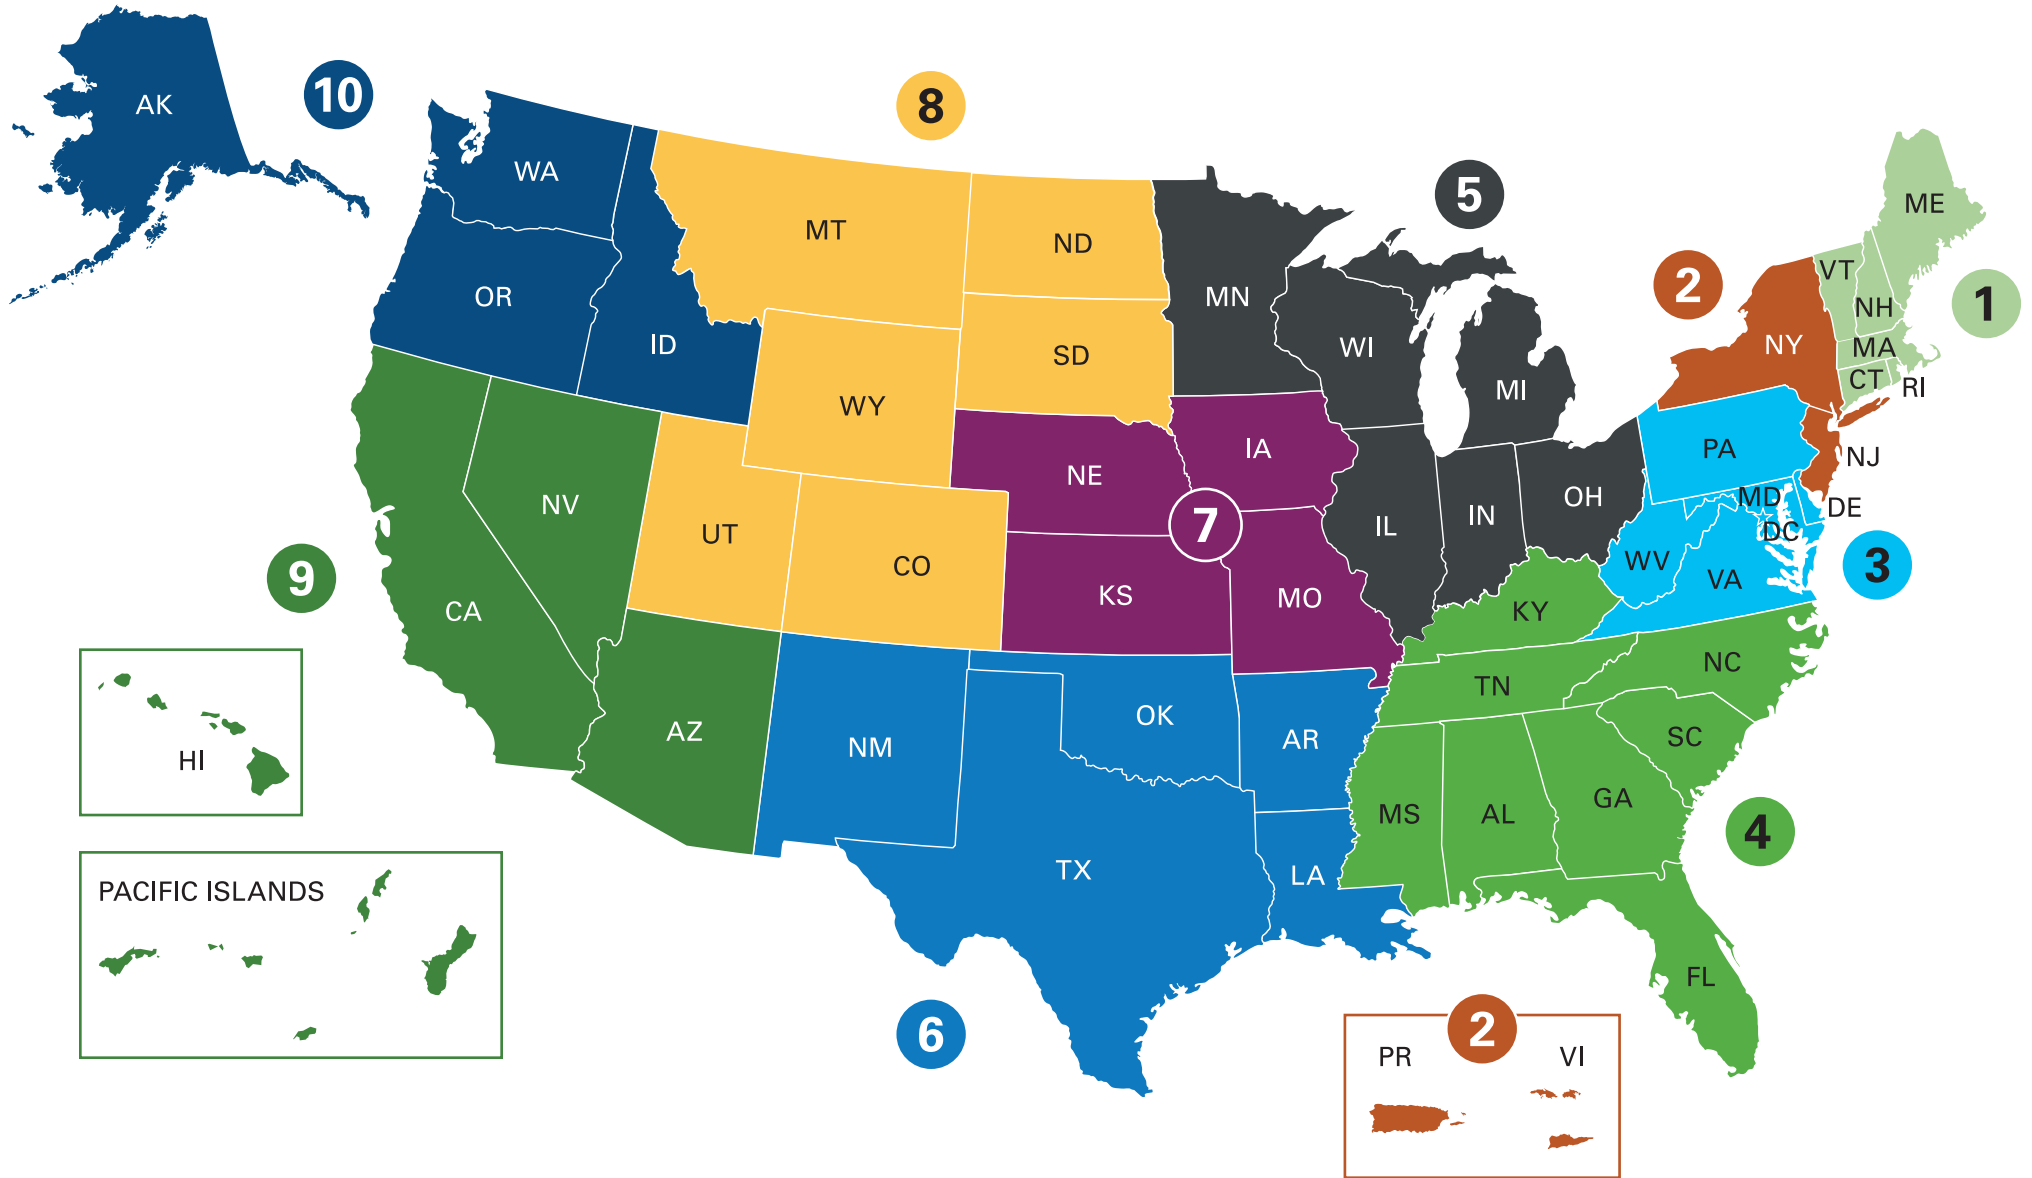 AK
10
8
WA
5
ME
MT
ND
2
VT
1
OR
MN
NH
ID
SD
WI
NY
MA
MI
CT
RI
WY
IA
PA
NJ
NE
MD
NV
OH
DE
7
IL
IN
DC
UT
9
CO
WV
3
KS
MO
VA
CA
KY
NC
TN
HI
AZ
NM
OK
AR
SC
MS
AL
GA
4
TX
LA
PACIFIC ISLANDS
FL
6
2
PR
VI